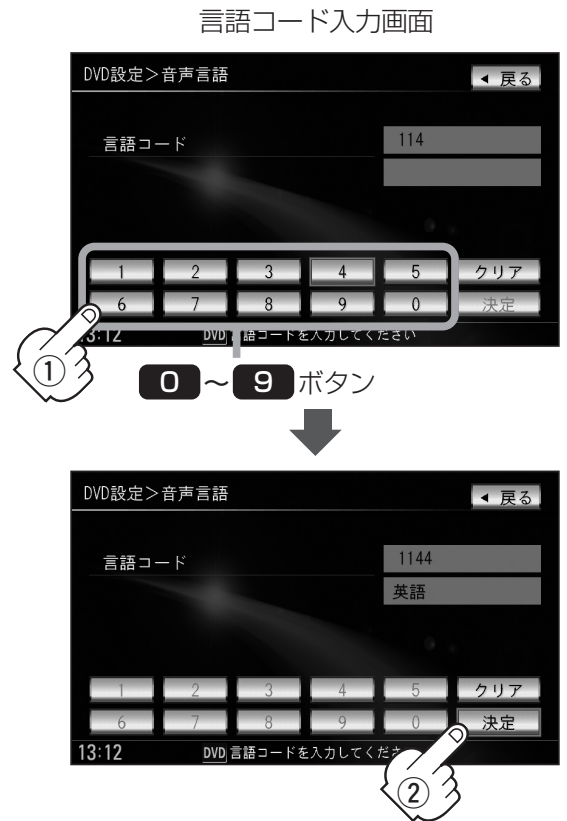 言語コード入力画面
DVD設定＞音声言語 ◀ 戻る
言語コード 114
1 2 3 4 5 クリア
6 7 8 9 0 決定
13:12 DVD 言語コードを入力してください
①
0 ～ 9 ボタン
DVD設定＞音声言語 ◀ 戻る
言語コード 1144
英語
1 2 3 4 5 クリア
6 7 8 9 0 決定
13:12 DVD 言語コードを入力してくださ
②